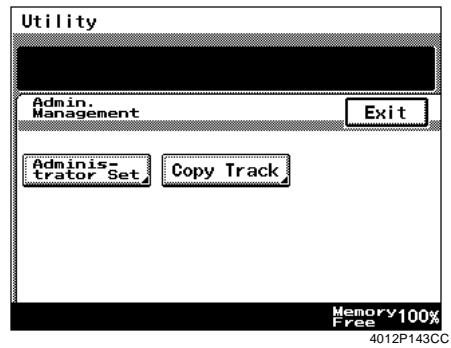 Utility
Admin.
Management
Exit
Adminis-
trator Set
Copy Track
Memory 100%
Free
4012P143CC